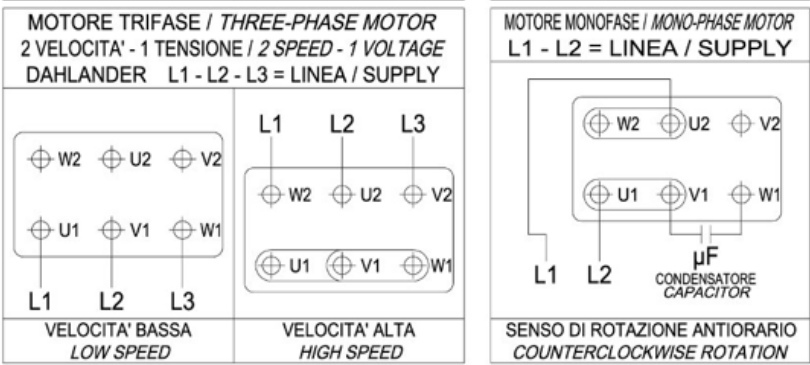 MOTORE TRIFASE / THREE-PHASE MOTOR
2 VELOCITA' - 1 TENSIONE / 2 SPEED - 1 VOLTAGE
DAHLANDER L1 - L2 - L3 = LINEA / SUPPLY
W2 U2 V2
U1 V1 W1
L1 L2 L3
VELOCITA' BASSA
LOW SPEED
L1 L2 L3
W2 U2 V2
U1 V1 W1
VELOCITA' ALTA
HIGH SPEED
MOTORE MONOFASE / MONO-PHASE MOTOR
L1 - L2 = LINEA / SUPPLY
W2 U2 V2
U1 V1 W1
L1 L2
µF
CONDENSATORE
CAPACITOR
SENSO DI ROTAZIONE ANTIORARIO
COUNTERCLOCKWISE ROTATION